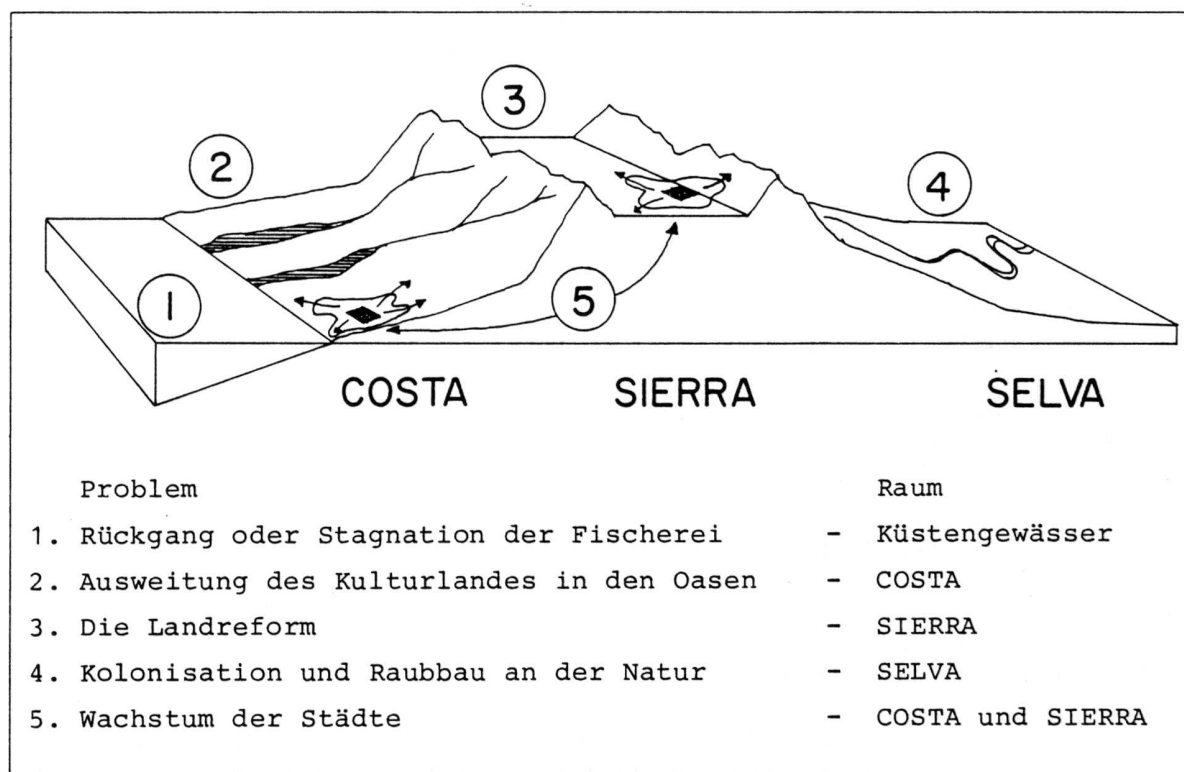 3
2
4
1
5
COSTA SIERRA SELVA
Problem Raum
1. Rückgang oder Stagnation der Fischerei - Küstengewässer
2. Ausweitung des Kulturlandes in den Oasen - COSTA
3. Die Landreform - SIERRA
4. Kolonisation und Raubbau an der Natur - SELVA
5. Wachstum der Städte - COSTA und SIERRA